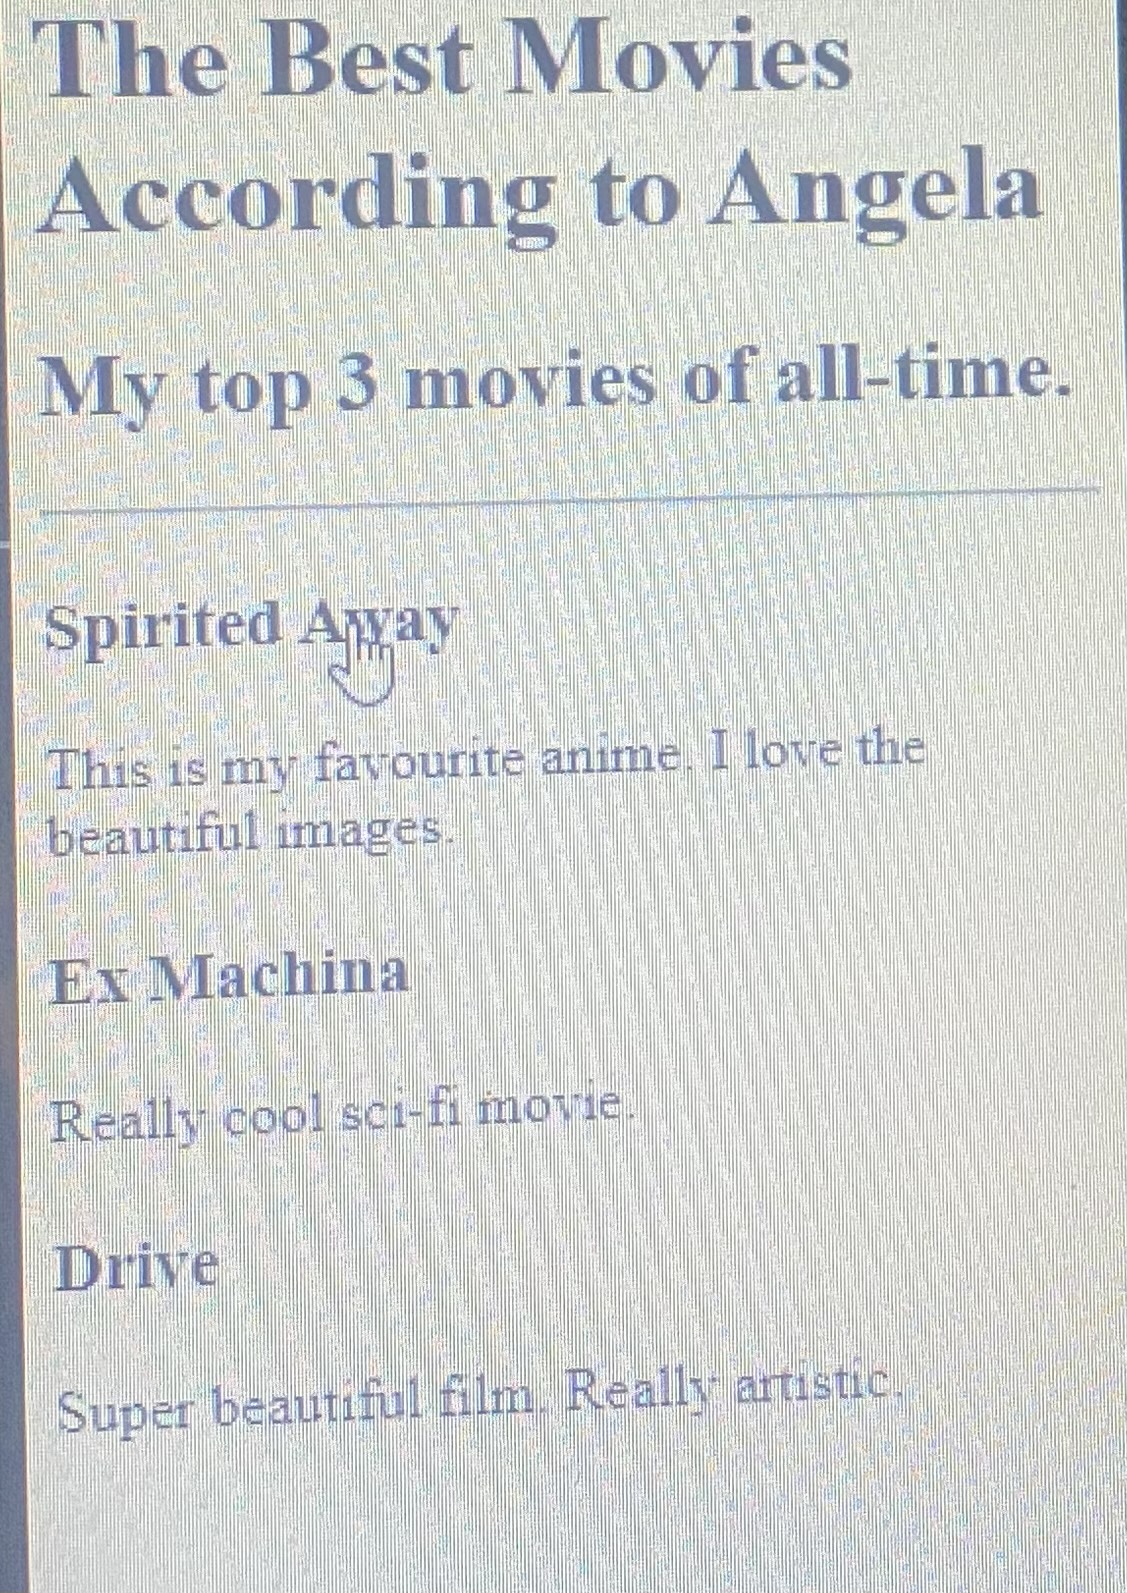 The Best Movies
According to Angela
My top 3 movies of all-time.
Spirited Away
This is my favourite anime. I love the
beautiful images.
Ex Machina
Really cool sci-fi movie.
Drive
Super beautiful film. Really artistic.